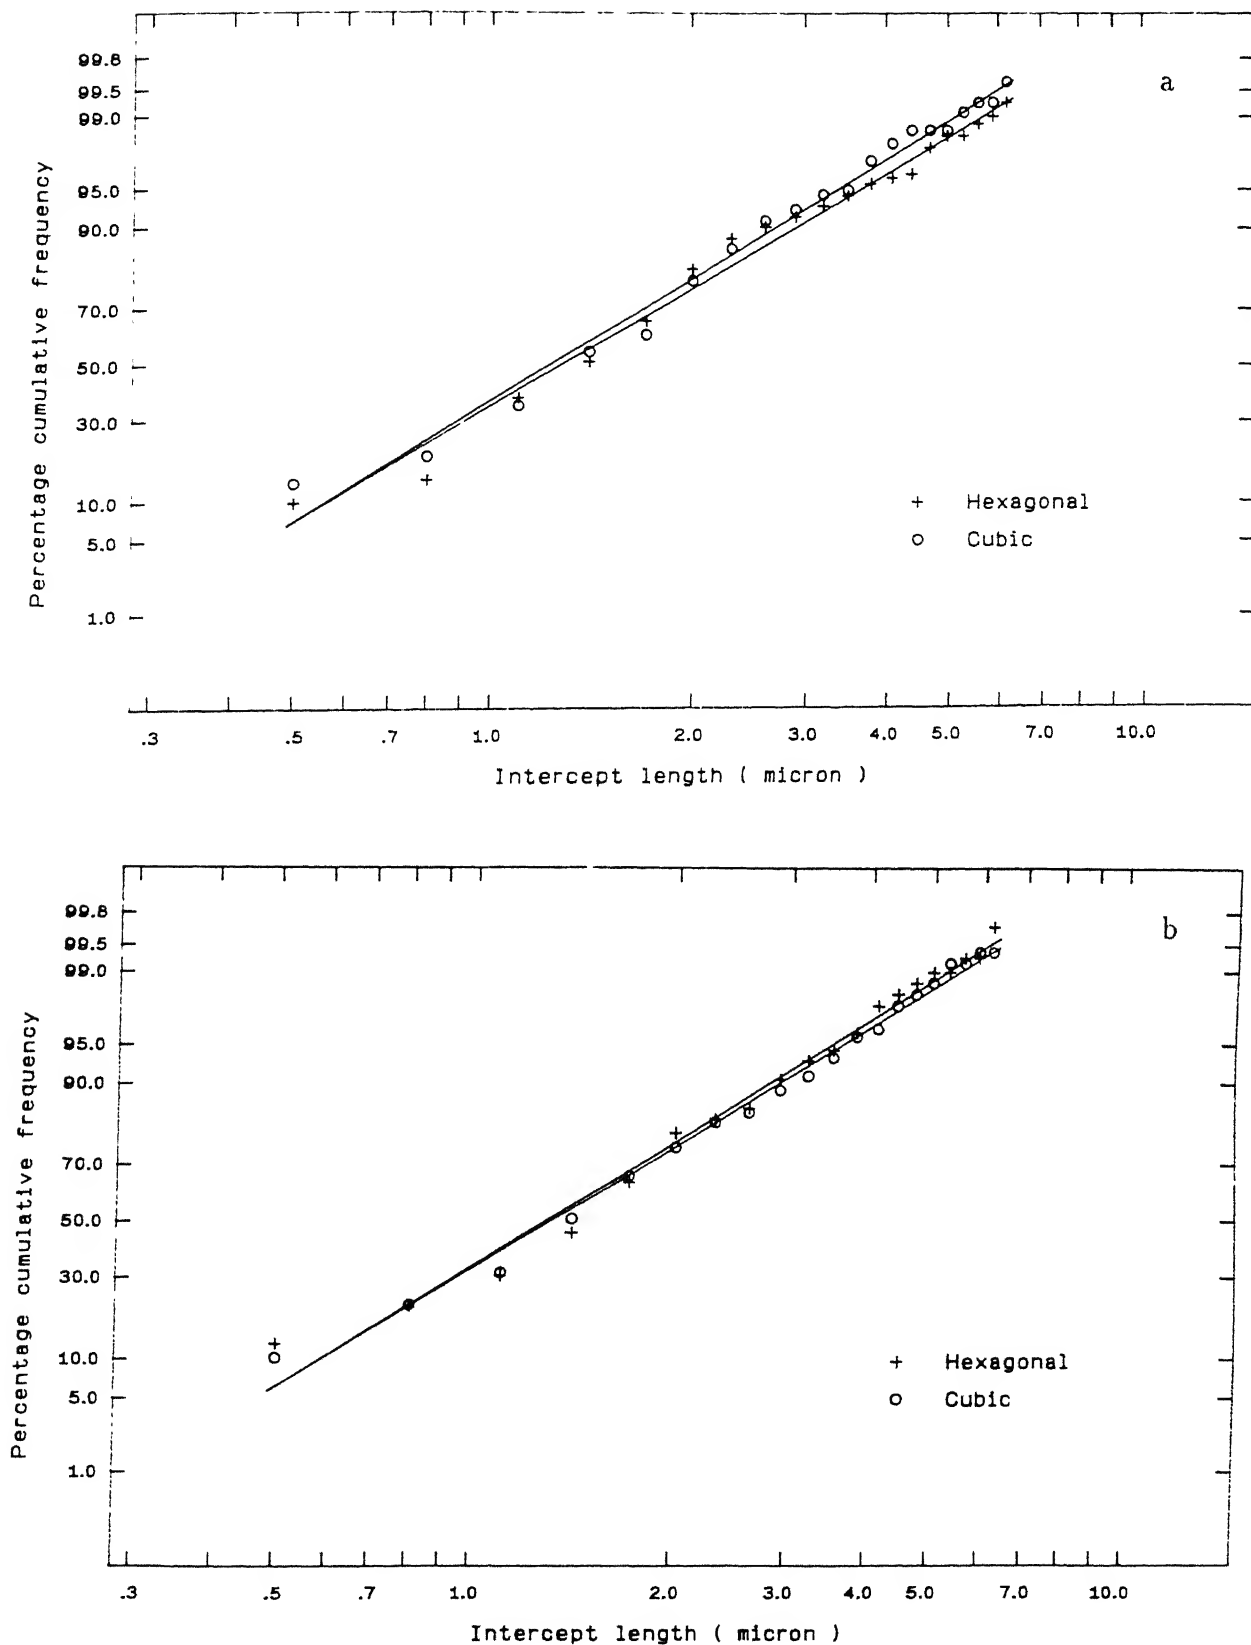 a
99.8
99.5
99.0
95.0
90.0
70.0
50.0
30.0
10.0
5.0
1.0
Percentage cumulative frequency
+ Hexagonal
o Cubic
.3 .5 .7 1.0 2.0 3.0 4.0 5.0 7.0 10.0
Intercept length ( micron )
b
99.8
99.5
99.0
95.0
90.0
70.0
50.0
30.0
10.0
5.0
1.0
Percentage cumulative frequency
+ Hexagonal
o Cubic
.3 .5 .7 1.0 2.0 3.0 4.0 5.0 7.0 10.0
Intercept length ( micron )